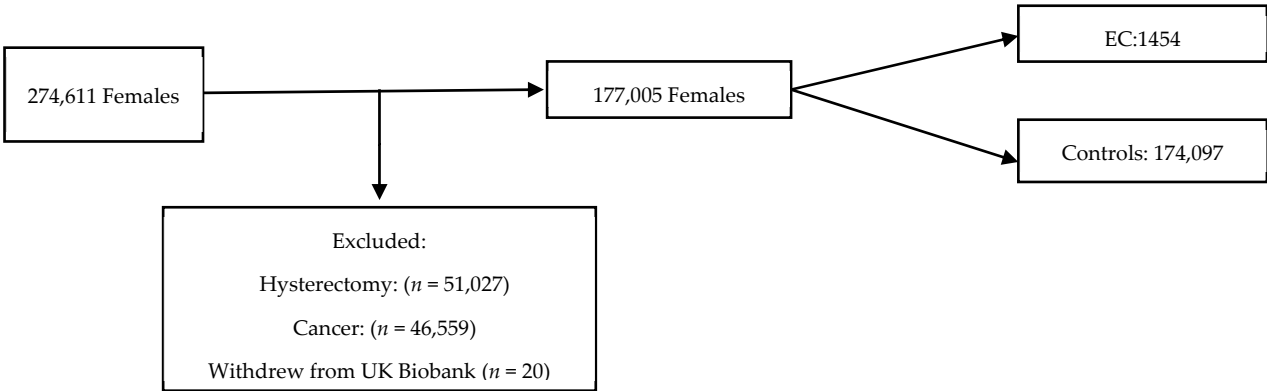 274,611 Females
177,005 Females
EC:1454
Controls: 174,097
Excluded:
Hysterectomy: (n = 51,027)
Cancer: (n = 46,559)
Withdrew from UK Biobank (n = 20)